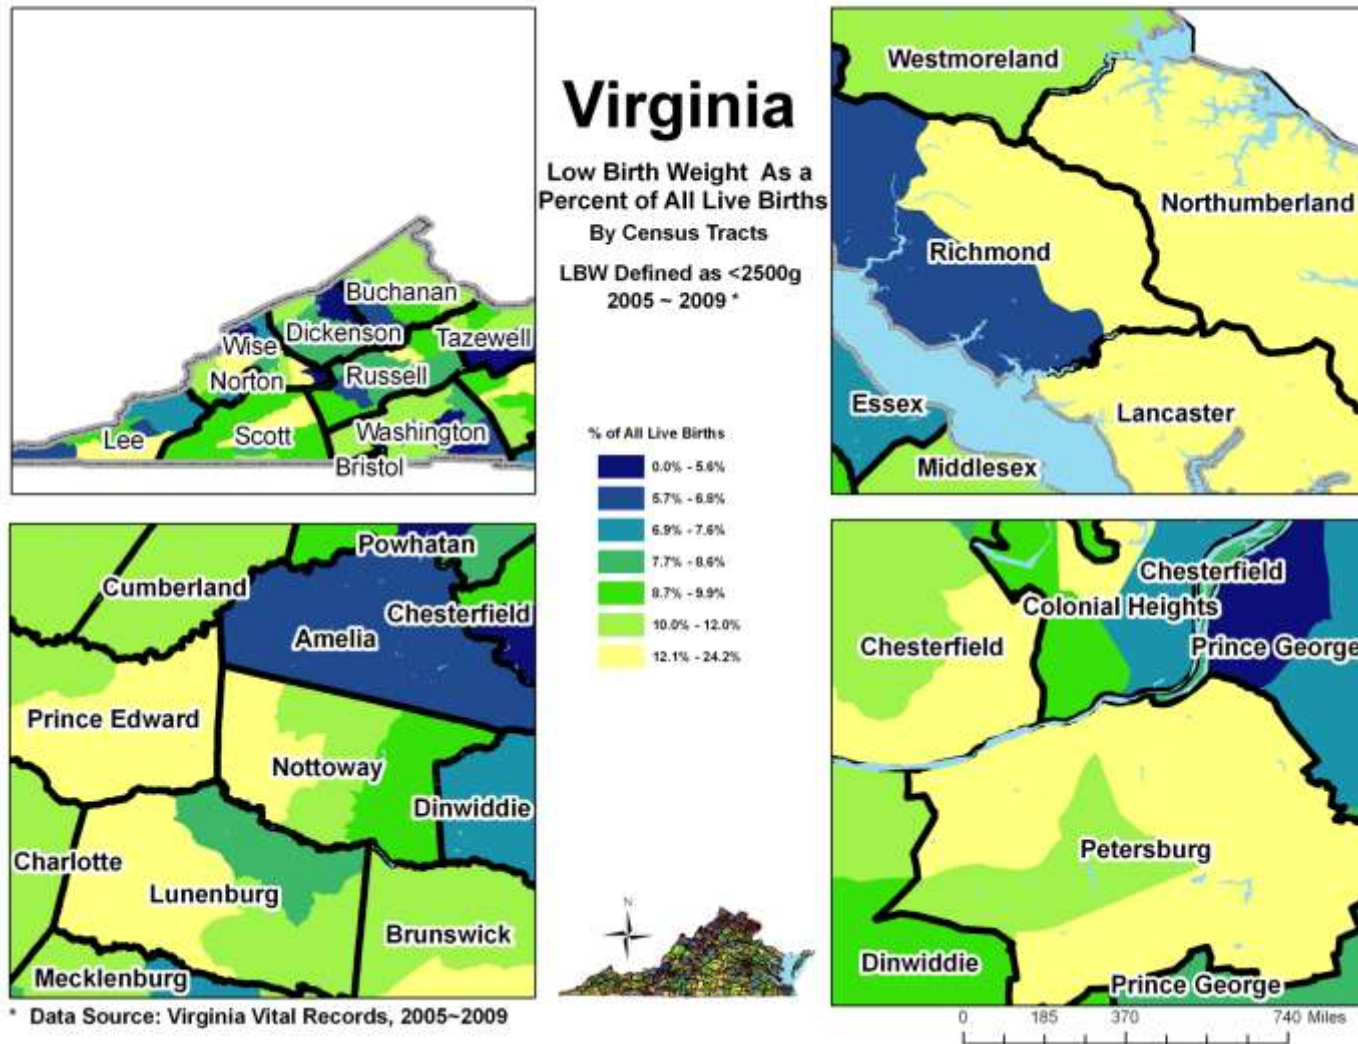 Virginia
Low Birth Weight As a
Percent of All Live Births
By Census Tracts
LBW Defined as <2500g
2005 ~ 2009 *
Buchanan
Dickenson
Tazewell
Wise
Norton
Russell
Lee
Scott
Washington
Bristol
Westmoreland
Northumberland
Richmond
Essex
Lancaster
Middlesex
% of All Live Births
0.0% - 5.6%
5.7% - 6.8%
6.9% - 7.6%
7.7% - 8.6%
8.7% - 9.9%
10.0% - 12.0%
12.1% - 24.2%
Powhatan
Cumberland
Chesterfield
Amelia
Prince Edward
Nottoway
Dinwiddie
Charlotte
Lunenburg
Brunswick
Mecklenburg
Chesterfield
Colonial Heights
Chesterfield
Prince George
Petersburg
Dinwiddie
Prince George
N
* Data Source: Virginia Vital Records, 2005~2009
0 185 370 740 Miles